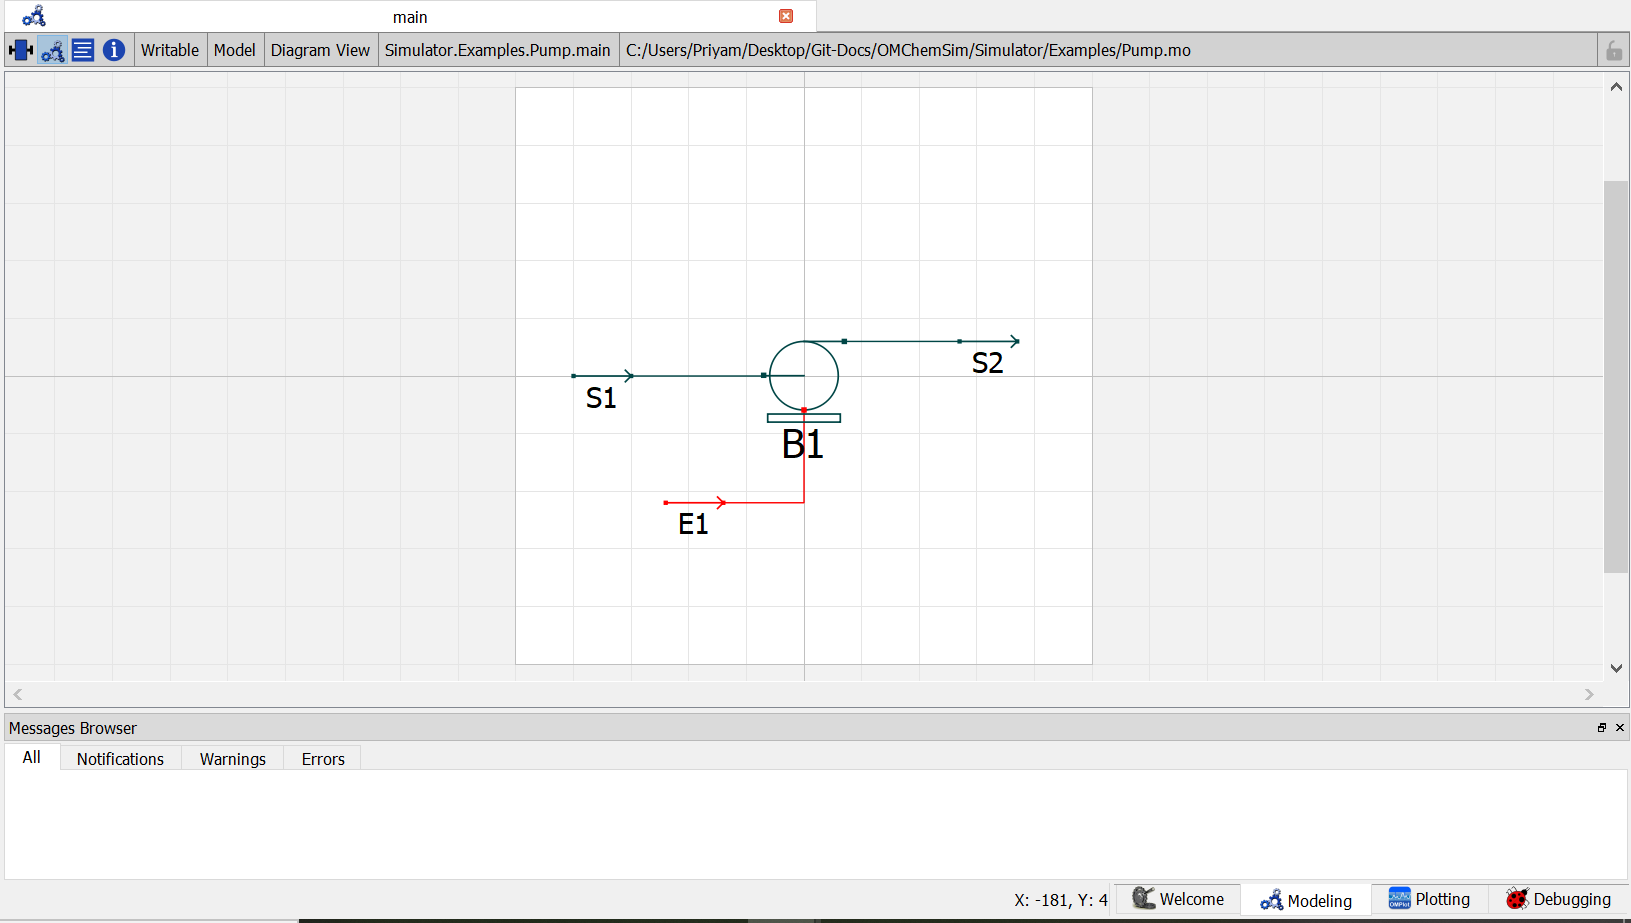 main
Writable Model Diagram View Simulator.Examples.Pump.main C:/Users/Priyam/Desktop/Git-Docs/OMChemSim/Simulator/Examples/Pump.mo
S2
S1
B1
E1
Messages Browser
All Notifications Warnings Errors
X: -181, Y: 4 Welcome Modeling Plotting Debugging